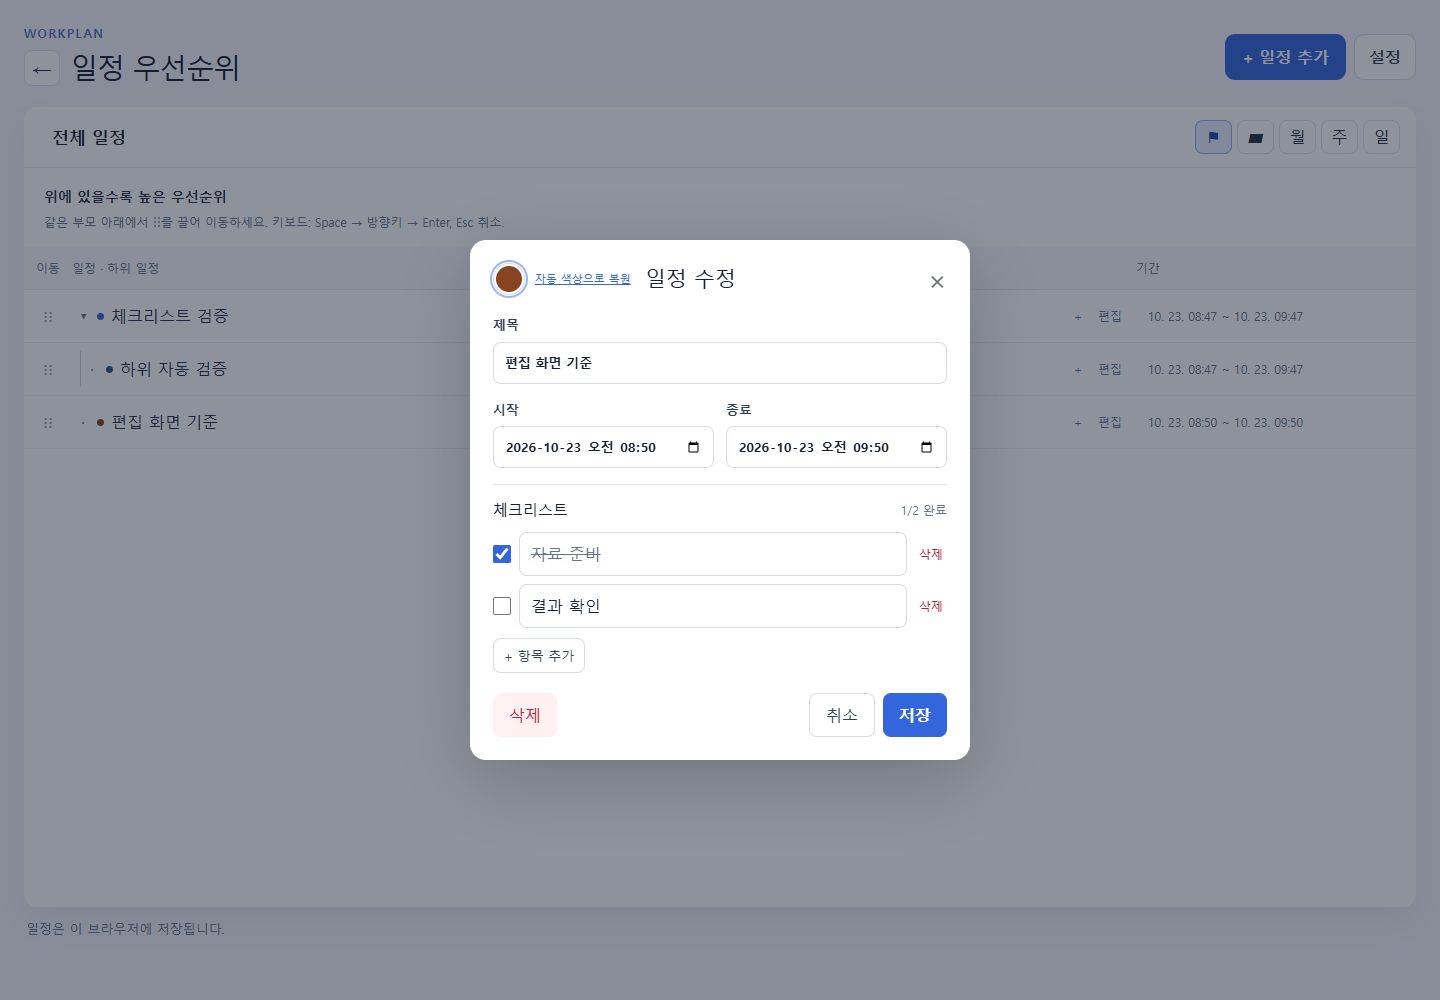 WORKPLAN
← 일정 우선순위
+ 일정 추가 설정
전체 일정
월 주 일
위에 있을수록 높은 우선순위
같은 부모 아래에서 ⠿를 끌어 이동하세요. 키보드: Space → 방향키 → Enter, Esc 취소.
이동 일정 · 하위 일정 기간
체크리스트 검증 + 편집 10. 23. 08:47 ~ 10. 23. 09:47
하위 자동 검증 + 편집 10. 23. 08:47 ~ 10. 23. 09:47
편집 화면 기준 + 편집 10. 23. 08:50 ~ 10. 23. 09:50
자동 색상으로 복원 일정 수정 ×
제목
편집 화면 기준
시작 종료
2026-10-23 오전 08:50 2026-10-23 오전 09:50
체크리스트 1/2 완료
자료 준비 삭제
결과 확인 삭제
+ 항목 추가
삭제 취소 저장
일정은 이 브라우저에 저장됩니다.